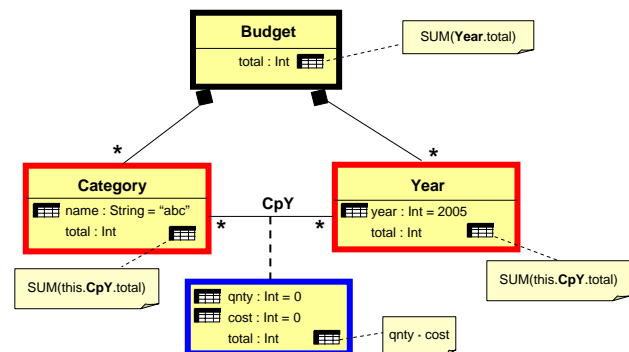 Budget
total : Int
SUM(Year.total)
*
*
Category
name : String = “abc”
total : Int
CpY
*
*
Year
year : Int = 2005
total : Int
SUM(this.CpY.total)
qnty : Int = 0
cost : Int = 0
total : Int
qnty - cost
SUM(this.CpY.total)